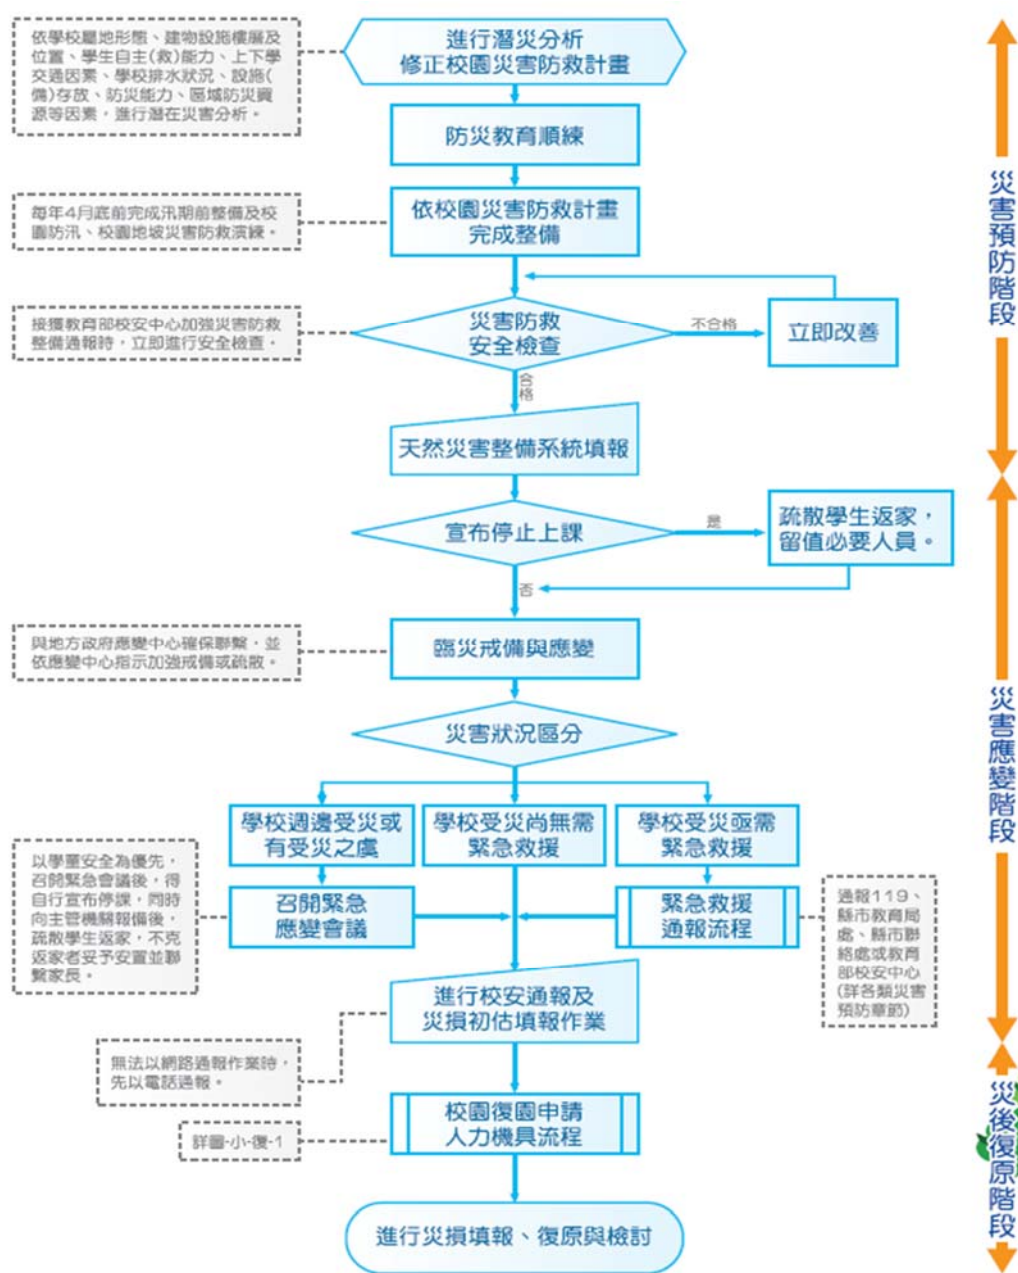 依學校屬地形態、建物設施樓層及
位置、學生自主(救)能力、上下學
交通因素、學校排水狀況、設施(
備)存放、防災能力、區域防災資
源等因素，進行潛在災害分析。
進行潛災分析
修正校園災害防救計畫
防災教育順練
每年4月底前完成汛期前整備及校
園防汛、校園地坡災害防救演練。
依校園災害防救計畫
完成整備
接獲教育部校安中心加強災害防救
整備通報時，立即進行安全檢查。
災害防救
安全檢查
不合格
立即改善
合格
天然災害整備系統填報
宣布停止上課
是
疏散學生返家，
留值必要人員。
否
與地方政府應變中心確保聯繫，並
依應變中心指示加強戒備或疏散。
臨災戒備與應變
災害狀況區分
學校週邊受災或
有受災之虞
學校受災尚無需
緊急救援
學校受災亟需
緊急救援
以學童安全為優先，
召開緊急會議後，得
自行宣布停課，同時
向主管機關報備後，
疏散學生返家，不克
返家者妥予安置並聯
繫家長。
召開緊急
應變會議
緊急救援
通報流程
通報119、
縣市教育局
處、縣市聯
絡處或教育
部校安中心
(詳各類災害
預防章節)
進行校安通報及
災損初估填報作業
無法以網路通報作業時，
先以電話通報。
校園復園申請
人力機具流程
詳圖-小-復-1
進行災損填報、復原與檢討
災害預防階段
災害應變階段
災後復原階段